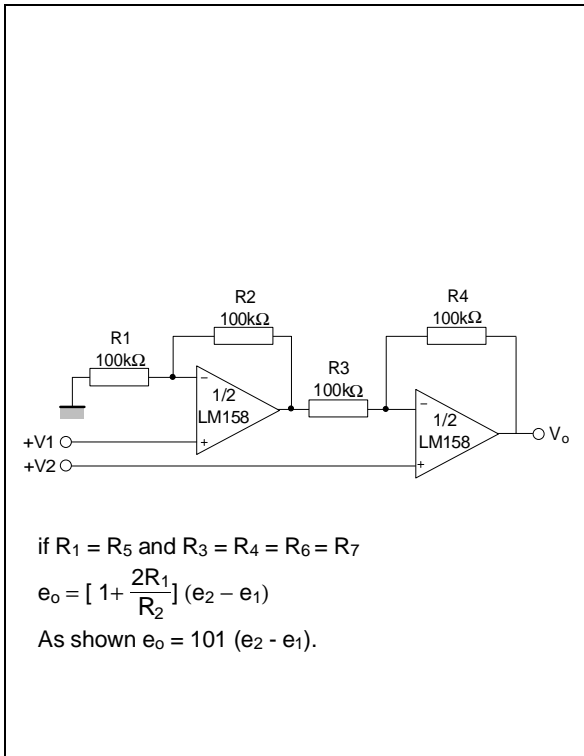 R2
100kΩ
R4
100kΩ
R1
100kΩ
R3
100kΩ
−
1/2
LM158
+
−
1/2
LM158
+
+V1
+V2
Vo
if R1 = R5 and R3 = R4 = R6 = R7
eo = [ 1+ 2R1/R2 ] (e2 – e1)
As shown eo = 101 (e2 - e1).